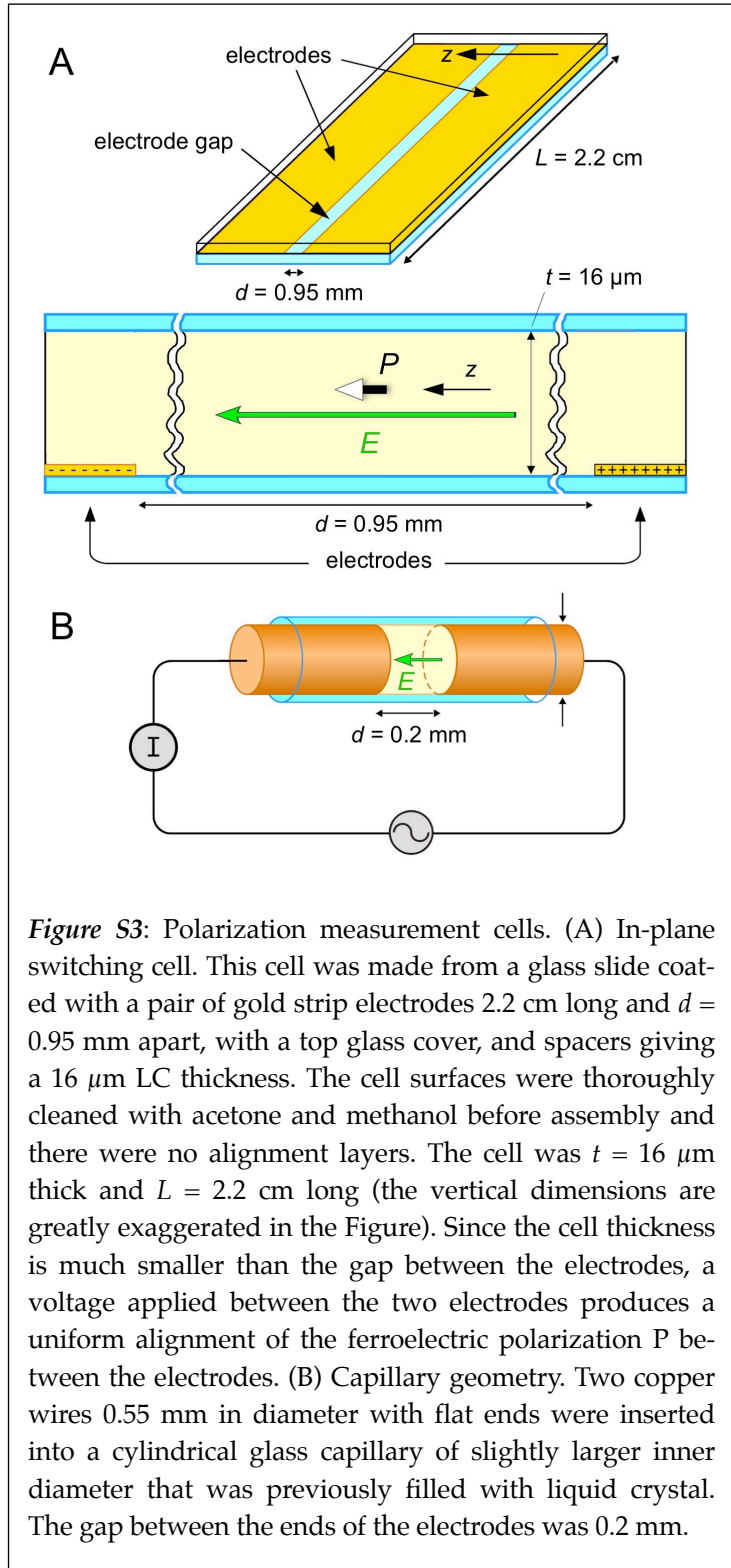 A
electrodes
z
electrode gap
L = 2.2 cm
d = 0.95 mm
t = 16 µm
P
z
E
- - - - - - -
+++++++
d = 0.95 mm
electrodes
B
E
d = 0.2 mm
I
Figure S3: Polarization measurement cells. (A) In-plane
switching cell. This cell was made from a glass slide coat-
ed with a pair of gold strip electrodes 2.2 cm long and d =
0.95 mm apart, with a top glass cover, and spacers giving
a 16 µm LC thickness. The cell surfaces were thoroughly
cleaned with acetone and methanol before assembly and
there were no alignment layers. The cell was t = 16 µm
thick and L = 2.2 cm long (the vertical dimensions are
greatly exaggerated in the Figure). Since the cell thickness
is much smaller than the gap between the electrodes, a
voltage applied between the two electrodes produces a
uniform alignment of the ferroelectric polarization P be-
tween the electrodes. (B) Capillary geometry. Two copper
wires 0.55 mm in diameter with flat ends were inserted
into a cylindrical glass capillary of slightly larger inner
diameter that was previously filled with liquid crystal.
The gap between the ends of the electrodes was 0.2 mm.